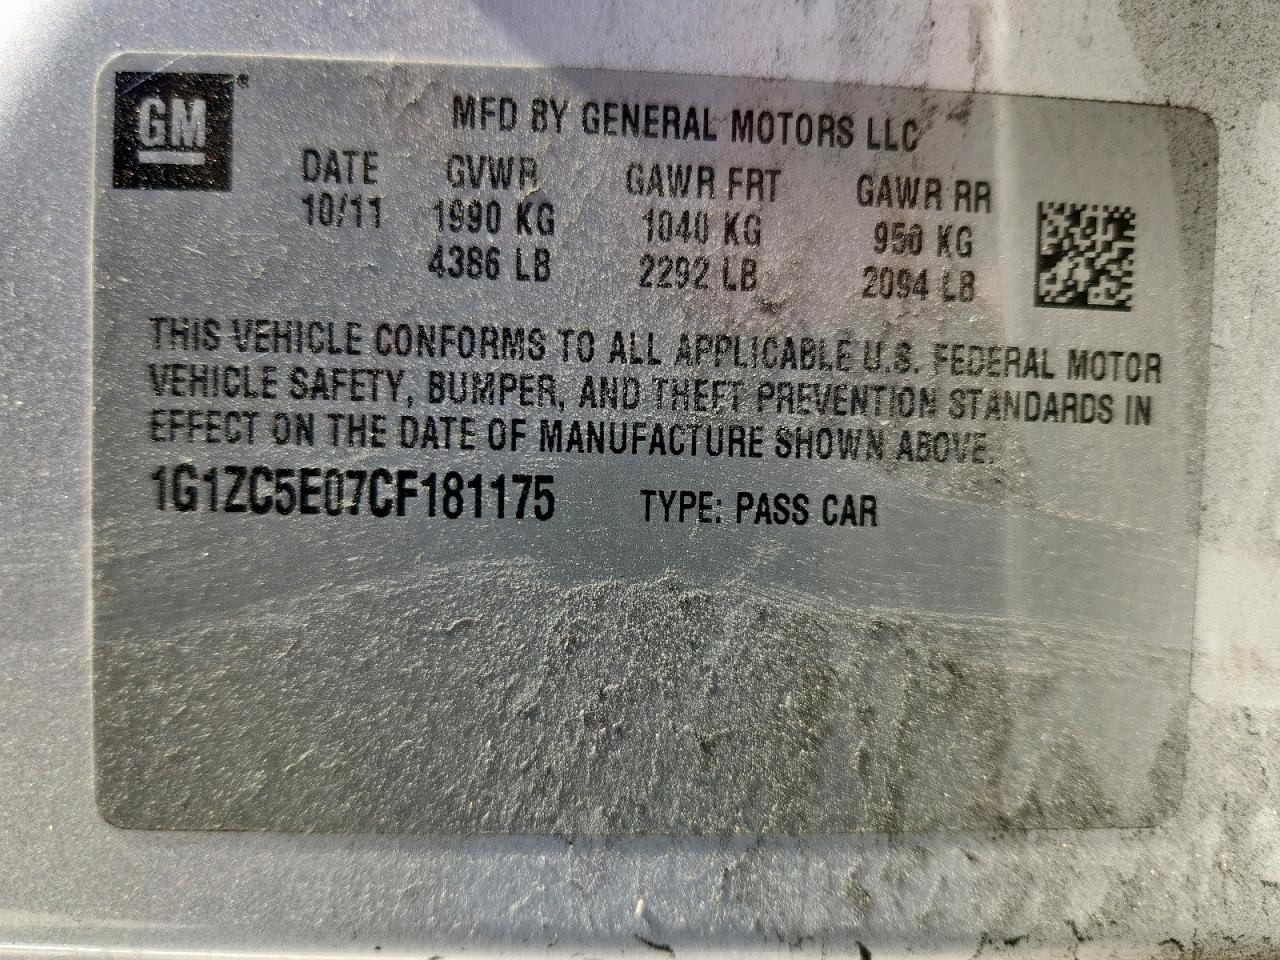 GM®
MFD BY GENERAL MOTORS LLC
DATE GVWR GAWR FRT GAWR RR
10/11 1990 KG 1040 KG 950 KG
4386 LB 2292 LB 2094 LB
THIS VEHICLE CONFORMS TO ALL APPLICABLE U.S. FEDERAL MOTOR
VEHICLE SAFETY, BUMPER, AND THEFT PREVENTION STANDARDS IN
EFFECT ON THE DATE OF MANUFACTURE SHOWN ABOVE.
1G1ZC5E07CF181175 TYPE: PASS CAR